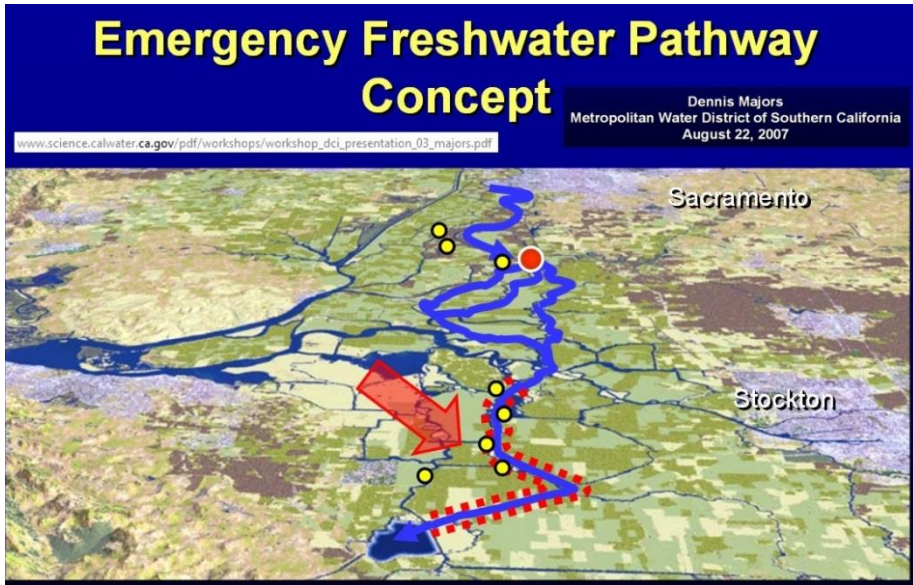 Emergency Freshwater Pathway
Concept
Dennis Majors
Metropolitan Water District of Southern California
August 22, 2007
www.science.calwater.ca.gov/pdf/workshops/workshop_dci_presentation_03_majors.pdf
Sacramento
Stockton